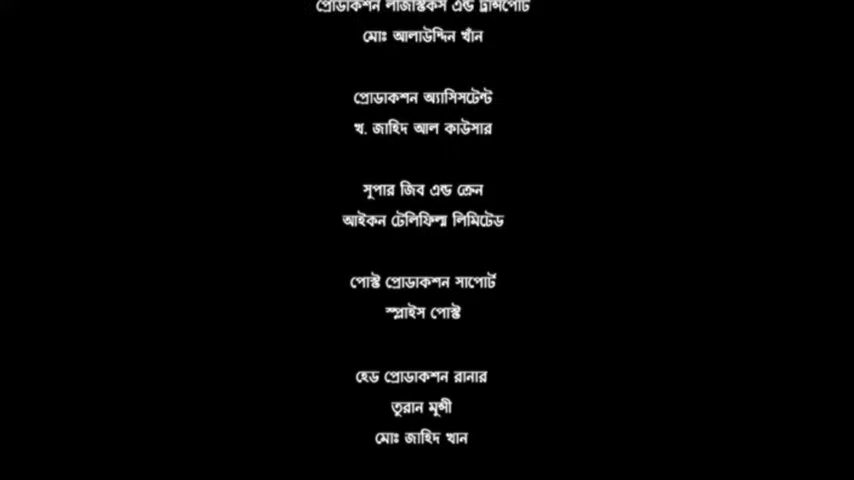 প্রোডাকশন লজিস্টিকস এন্ড ট্রান্সপোর্ট
মোঃ আলাউদ্দিন খাঁন
প্রোডাকশন অ্যাসিসটেন্ট
খ. জাহিদ আল কাউসার
সুপার জিব এন্ড ক্রেন
আইকন টেলিফিল্ম লিমিটেড
পোস্ট প্রোডাকশন সাপোর্ট
স্প্লাইস পোস্ট
হেড প্রোডাকশন রানার
তুরান মুন্সী
মোঃ জাহিদ খান